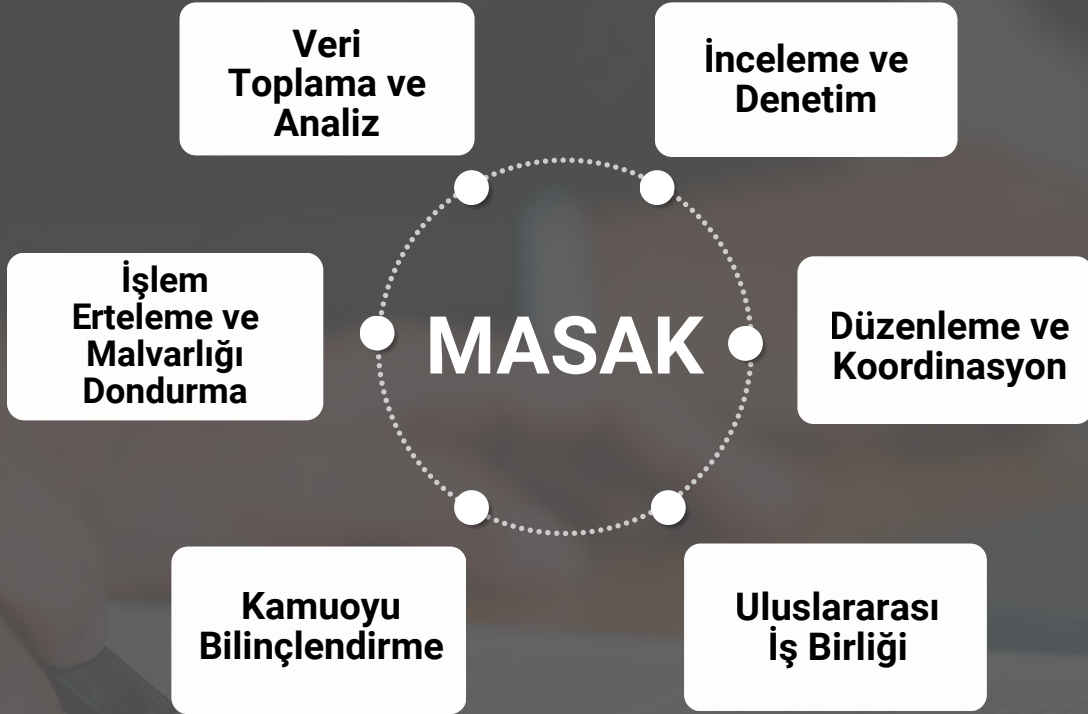 Veri
Toplama ve
Analiz
İnceleme ve
Denetim
İşlem
Erteleme ve
Malvarlığı
Dondurma
MASAK
Düzenleme ve
Koordinasyon
Kamuoyu
Bilinçlendirme
Uluslararası
İş Birliği